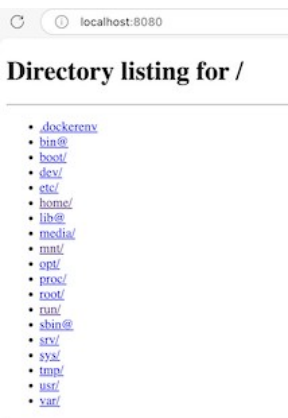 localhost:8080
Directory listing for /
.dockerenv
bin@
boot/
dev/
etc/
home/
lib@
media/
mnt/
opt/
proc/
root/
run/
sbin@
srv/
sys/
tmp/
usr/
var/